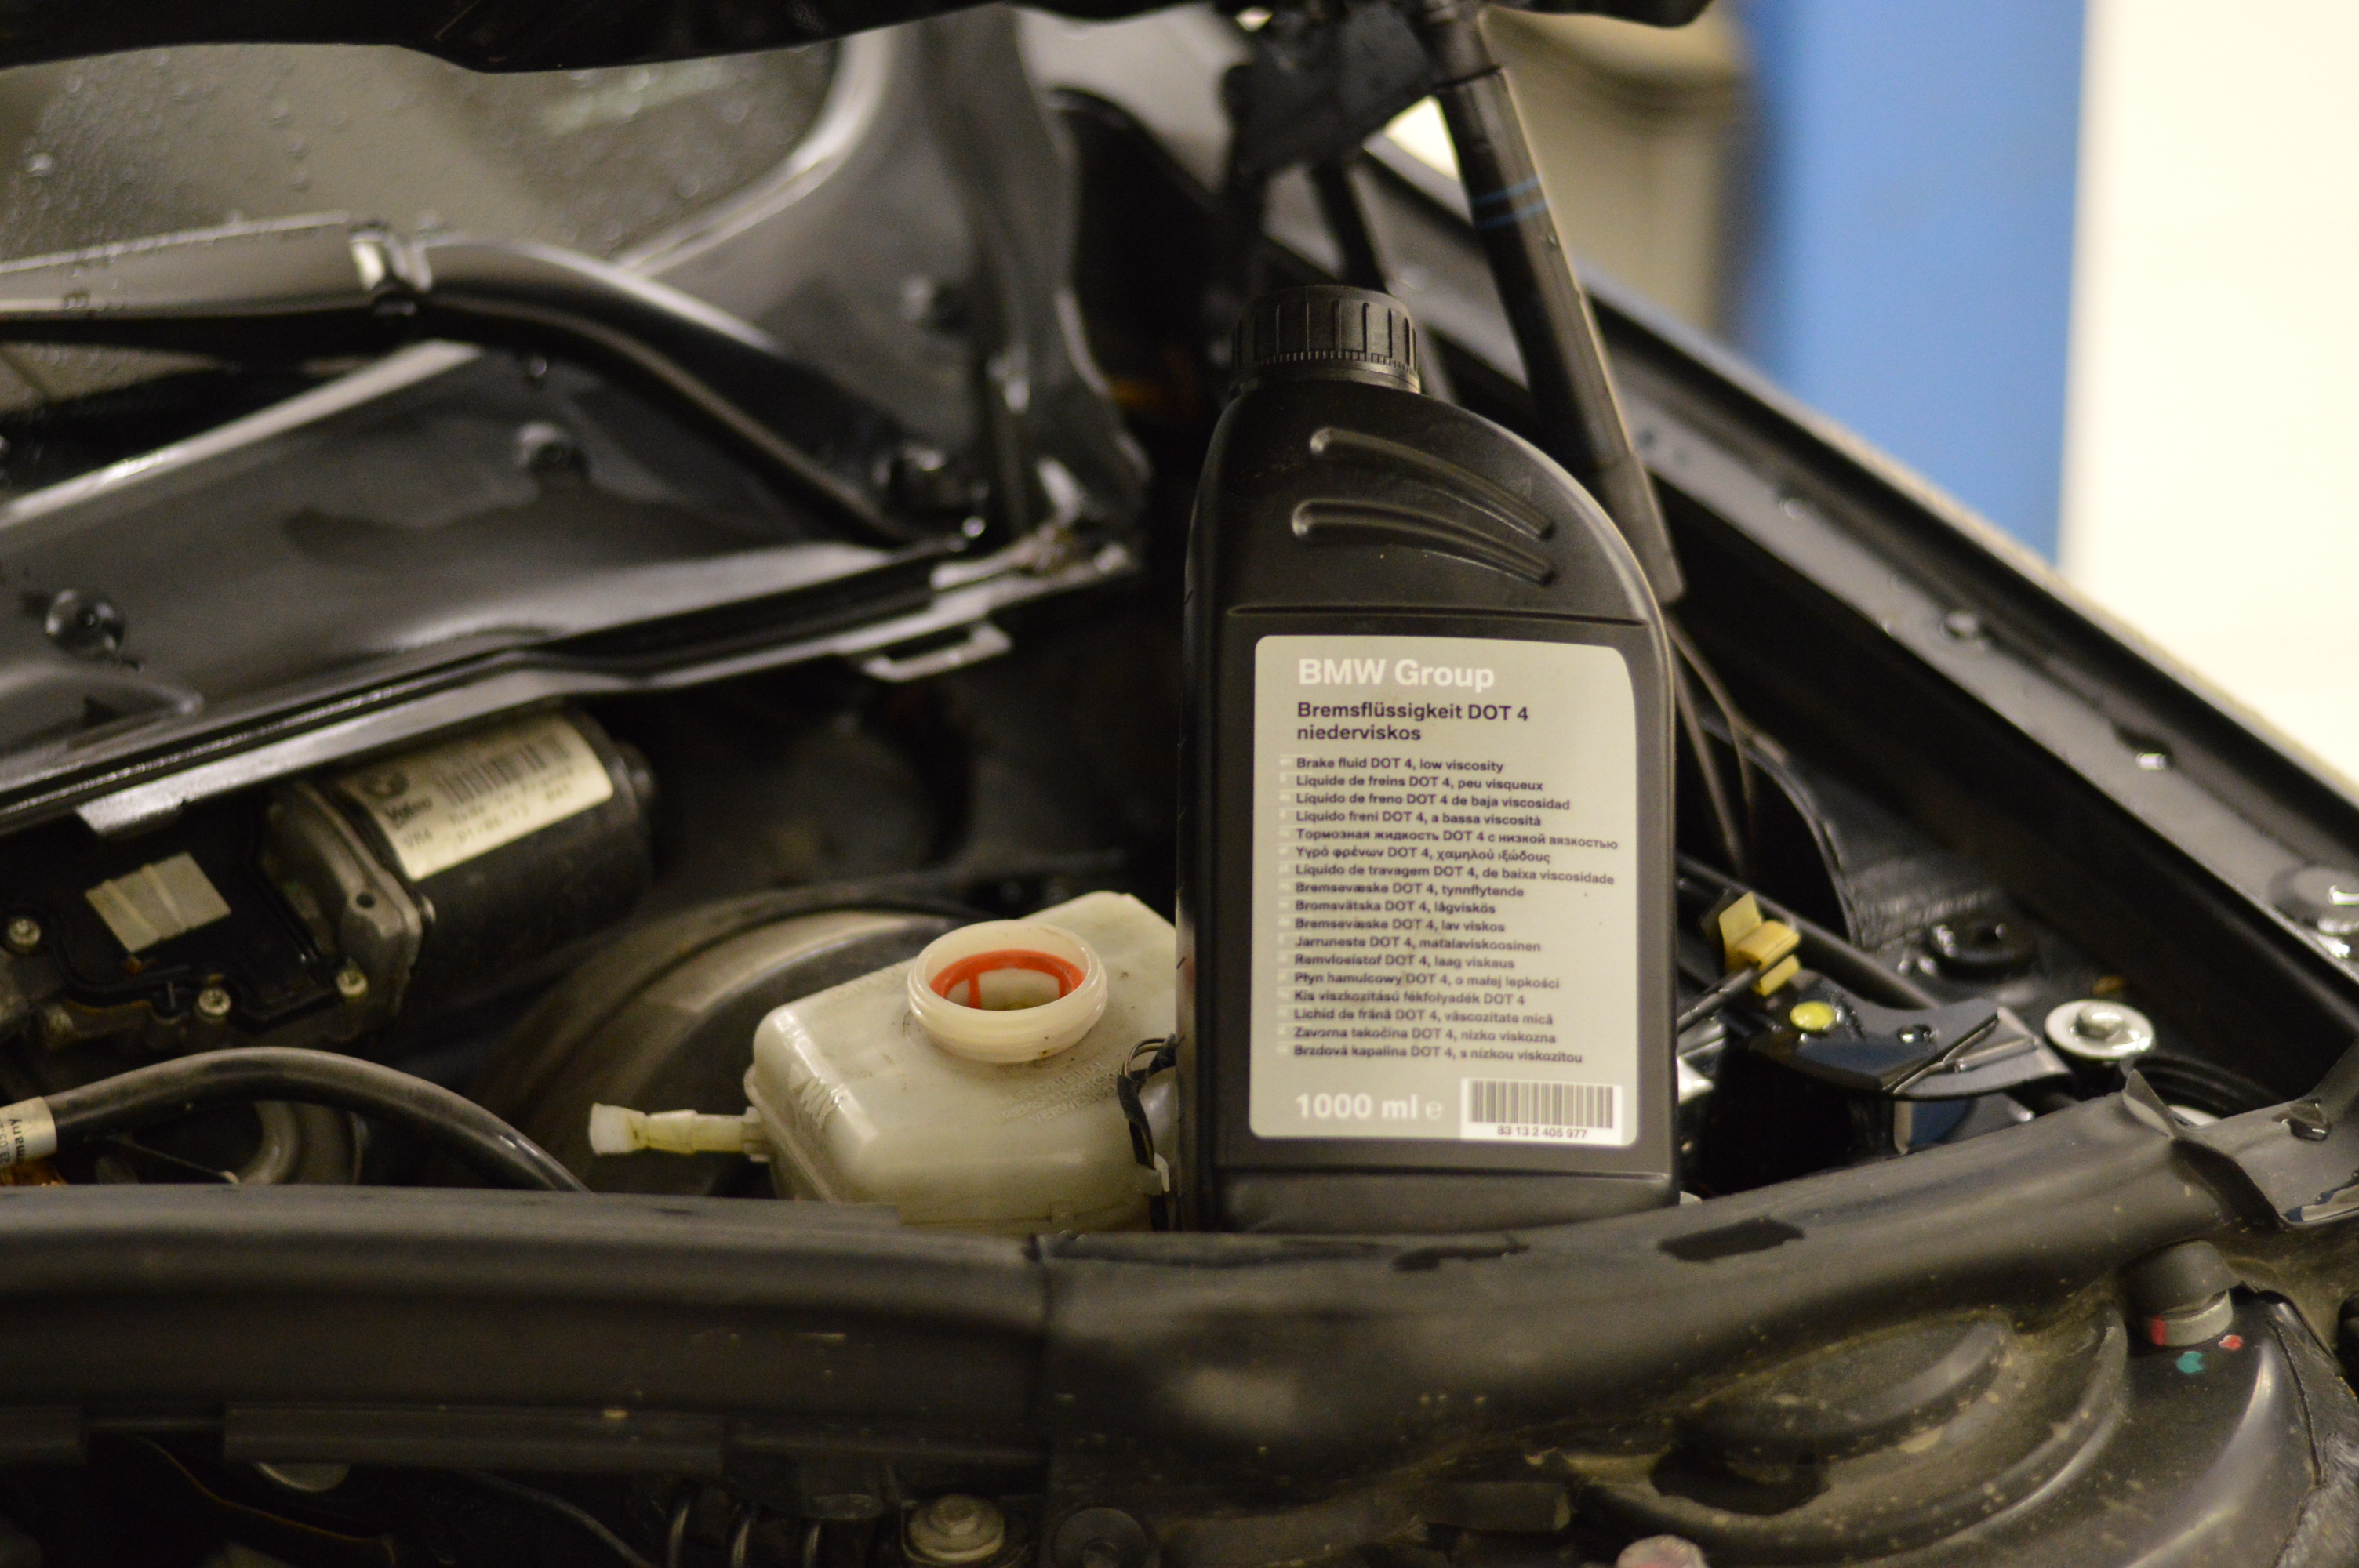 BMW Group
Bremsflüssigkeit DOT 4
niederviskos
Brake fluid DOT 4, low viscosity
Liquide de freins DOT 4, peu visqueux
Líquido de freno DOT 4 de baja viscosidad
Liquido freni DOT 4, a bassa viscosità
Тормозная жидкость DOT 4 с низкой вязкостью
Υγρό φρένων DOT 4, χαμηλού ιξώδους
Líquido de travagem DOT 4, de baixa viscosidade
Bremsevæske DOT 4, tynnflytende
Bromsvätska DOT 4, lågviskös
Bremsevæske DOT 4, lav viskos
Jarruneste DOT 4, matalaviskoosinen
Remvloeistof DOT 4, laag viskeus
Płyn hamulcowy DOT 4, o małej lepkości
Kis viszkozitású fékfolyadék DOT 4
Lichid de frână DOT 4, vâscozitate mică
Zavorna tekočina DOT 4, nizko viskozna
Brzdová kapalina DOT 4, s nízkou viskozitou
1000 ml e
83 13 2 405 977
Valeo